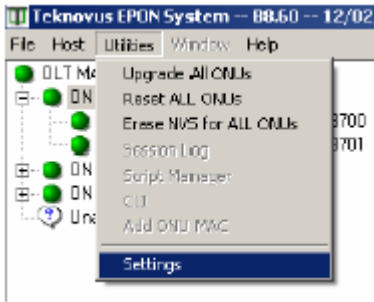 Teknovus EPON System -- 88.60 -- 12/02
File Host Utilities Window Help
OLT
Upgrade All ONUs
ON
Reset ALL ONUs
Erase NVS for ALL ONUs
8700
Session Log
8701
ON
Script Manager
ON
CLI
Una
Add ONU MAC
Settings